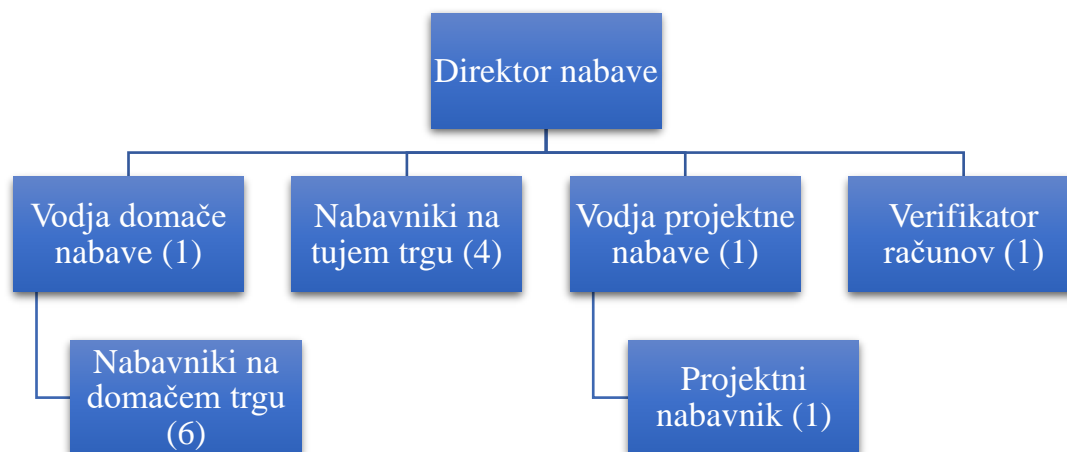 Direktor nabave
Vodja domače
nabave (1)
Nabavniki na
tujem trgu (4)
Vodja projektne
nabave (1)
Verifikator
računov (1)
Nabavniki na
domačem trgu
(6)
Projektni
nabavnik (1)